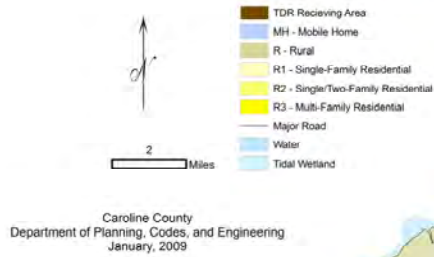 TDR Recieving Area
MH - Mobile Home
R - Rural
R1 - Single-Family Residential
R2 - Single/Two-Family Residential
R3 - Multi-Family Residential
Major Road
Water
Tidal Wetland
N
2
Miles
Caroline County
Department of Planning, Codes, and Engineering
January, 2009